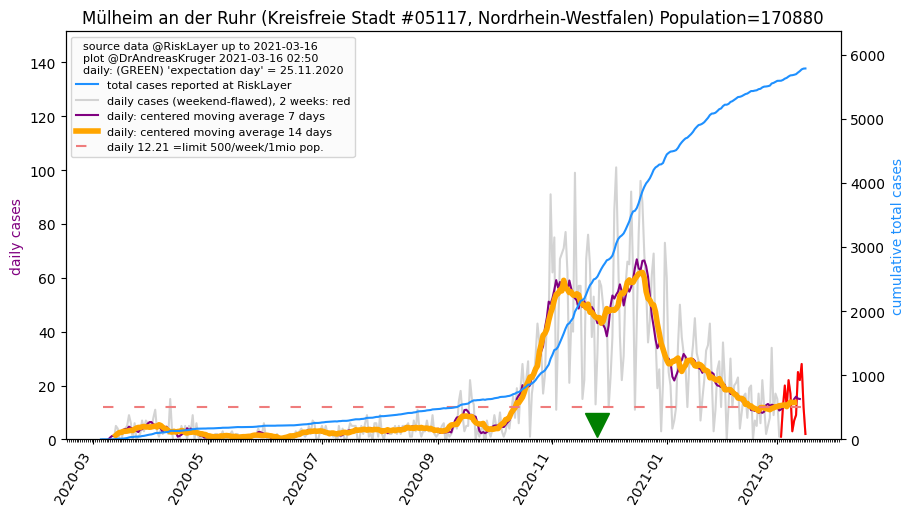 Mülheim an der Ruhr (Kreisfreie Stadt #05117, Nordrhein-Westfalen) Population=170880
source data @RiskLayer up to 2021-03-16
plot @DrAndreasKruger 2021-03-16 02:50
daily: (GREEN) 'expectation day' = 25.11.2020
total cases reported at RiskLayer
daily cases (weekend-flawed), 2 weeks: red
daily: centered moving average 7 days
daily: centered moving average 14 days
daily 12.21 =limit 500/week/1mio pop.
daily cases
140
120
100
80
60
40
20
0
cumulative total cases
6000
5000
4000
3000
2000
1000
0
2020-03
2020-05
2020-07
2020-09
2020-11
2021-01
2021-03